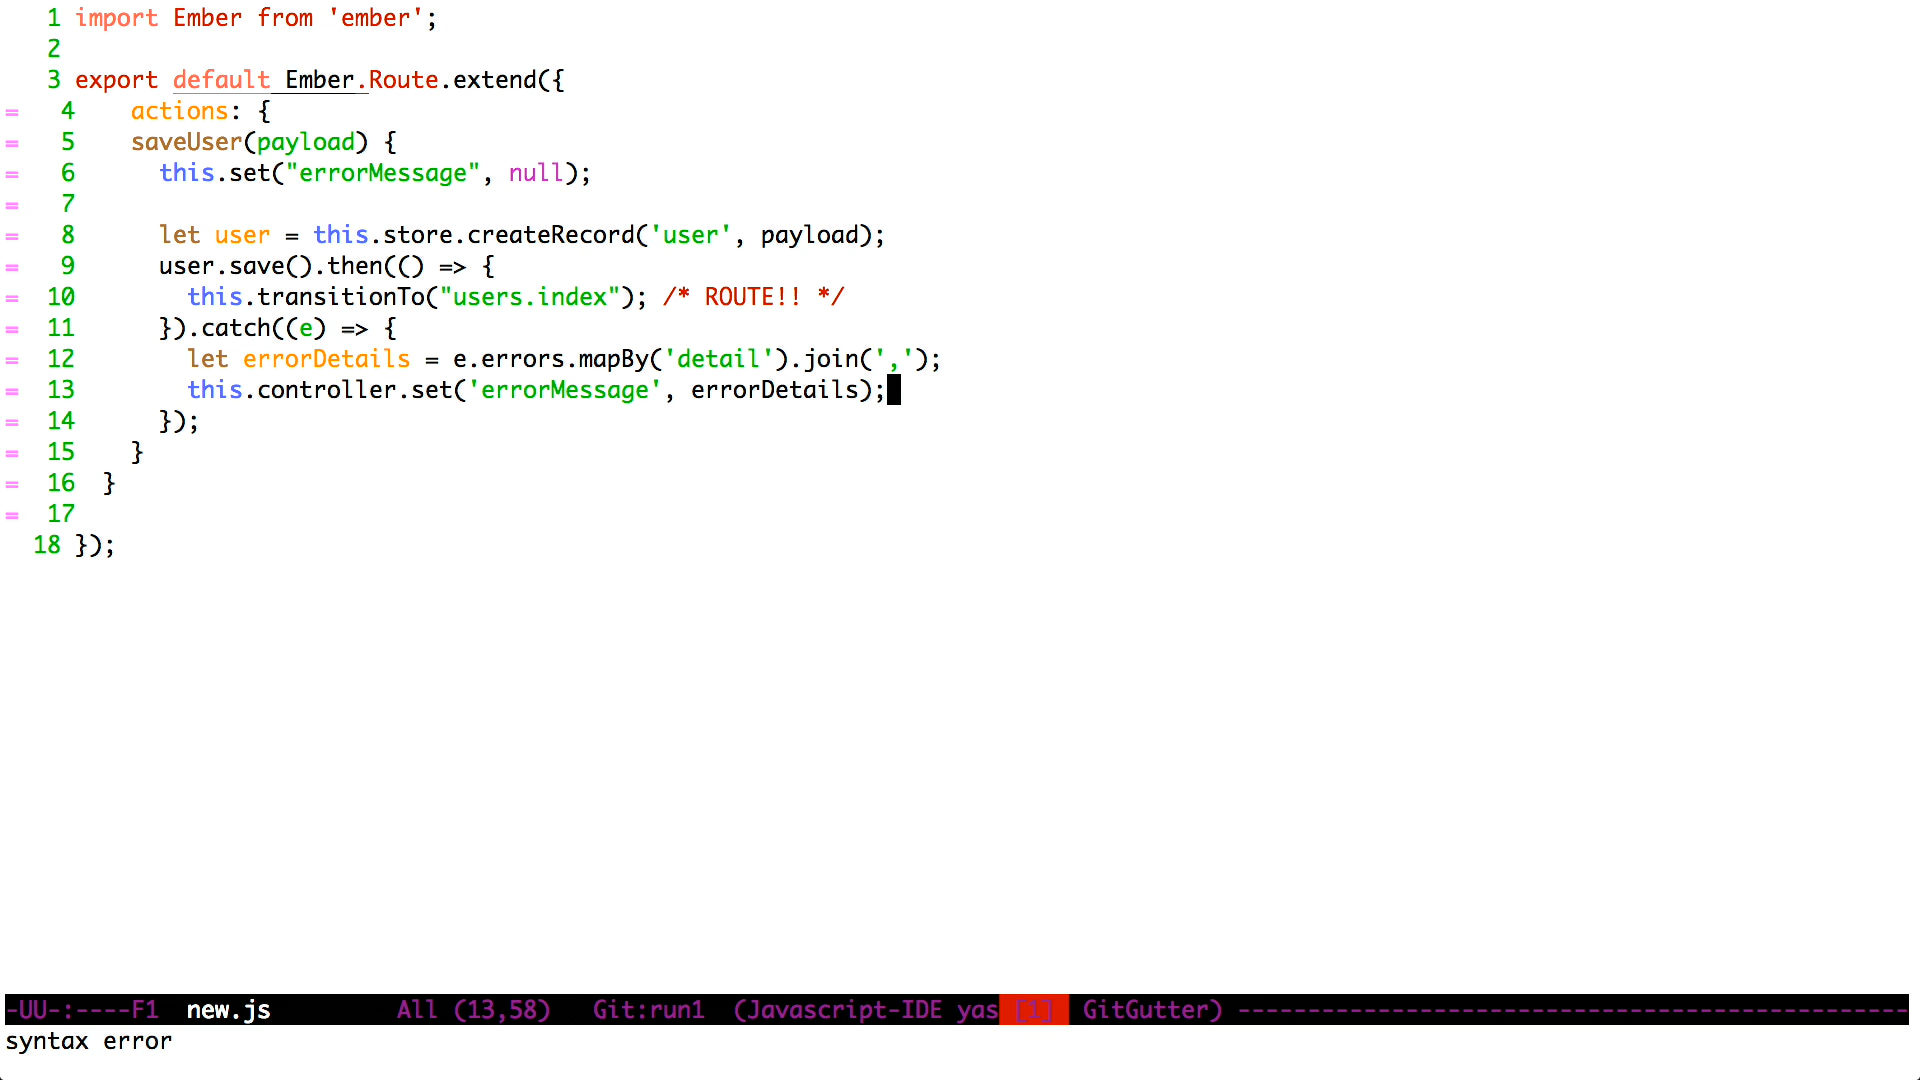 1 import Ember from 'ember';
2
3 export default Ember.Route.extend({
= 4 actions: {
= 5 saveUser(payload) {
= 6 this.set("errorMessage", null);
= 7
= 8 let user = this.store.createRecord('user', payload);
= 9 user.save().then(() => {
= 10 this.transitionTo("users.index"); /* ROUTE!! */
= 11 }).catch((e) => {
= 12 let errorDetails = e.errors.mapBy('detail').join(',');
= 13 this.controller.set('errorMessage', errorDetails);
= 14 });
= 15 }
= 16 }
= 17
18 });
-UU-:----F1 new.js All (13,58) Git:run1 (Javascript-IDE yas [1] GitGutter) ------------------------------------------------
syntax error